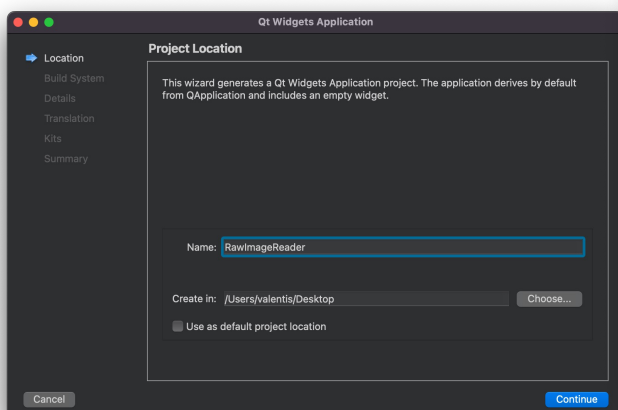 Qt Widgets Application
Location
Build System
Details
Translation
Kits
Summary
Project Location
This wizard generates a Qt Widgets Application project. The application derives by default
from QApplication and includes an empty widget.
Name: RawImageReader
Create in: /Users/valentis/Desktop Choose...
Use as default project location
Cancel Continue